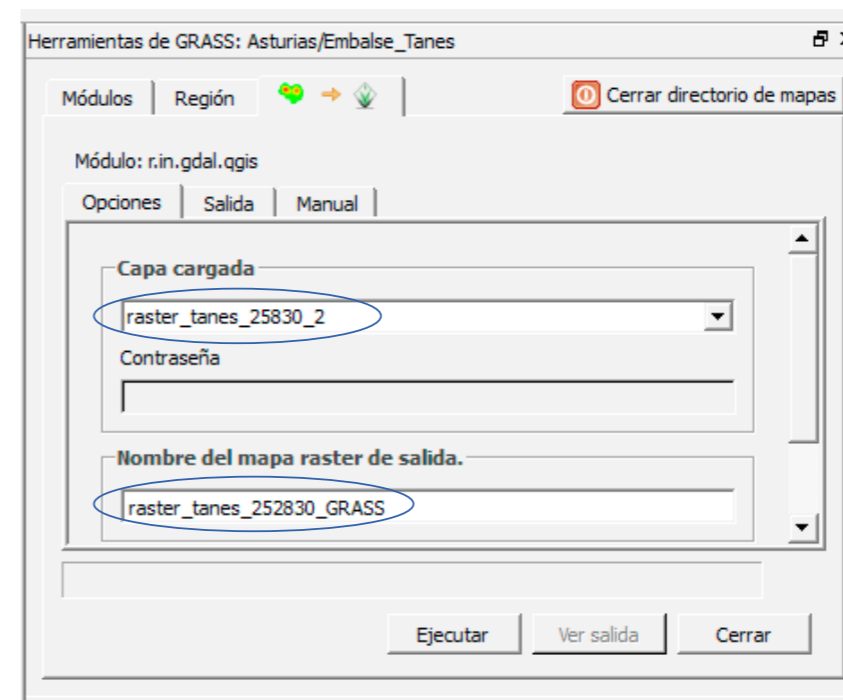 Herramientas de GRASS: Asturias/Embalse_Tanes
Módulos Región Cerrar directorio de mapas
Módulo: r.in.gdal.qgis
Opciones Salida Manual
Capa cargada
raster_tanes_25830_2
Contraseña
Nombre del mapa raster de salida.
raster_tanes_252830_GRASS
Ejecutar Ver salida Cerrar